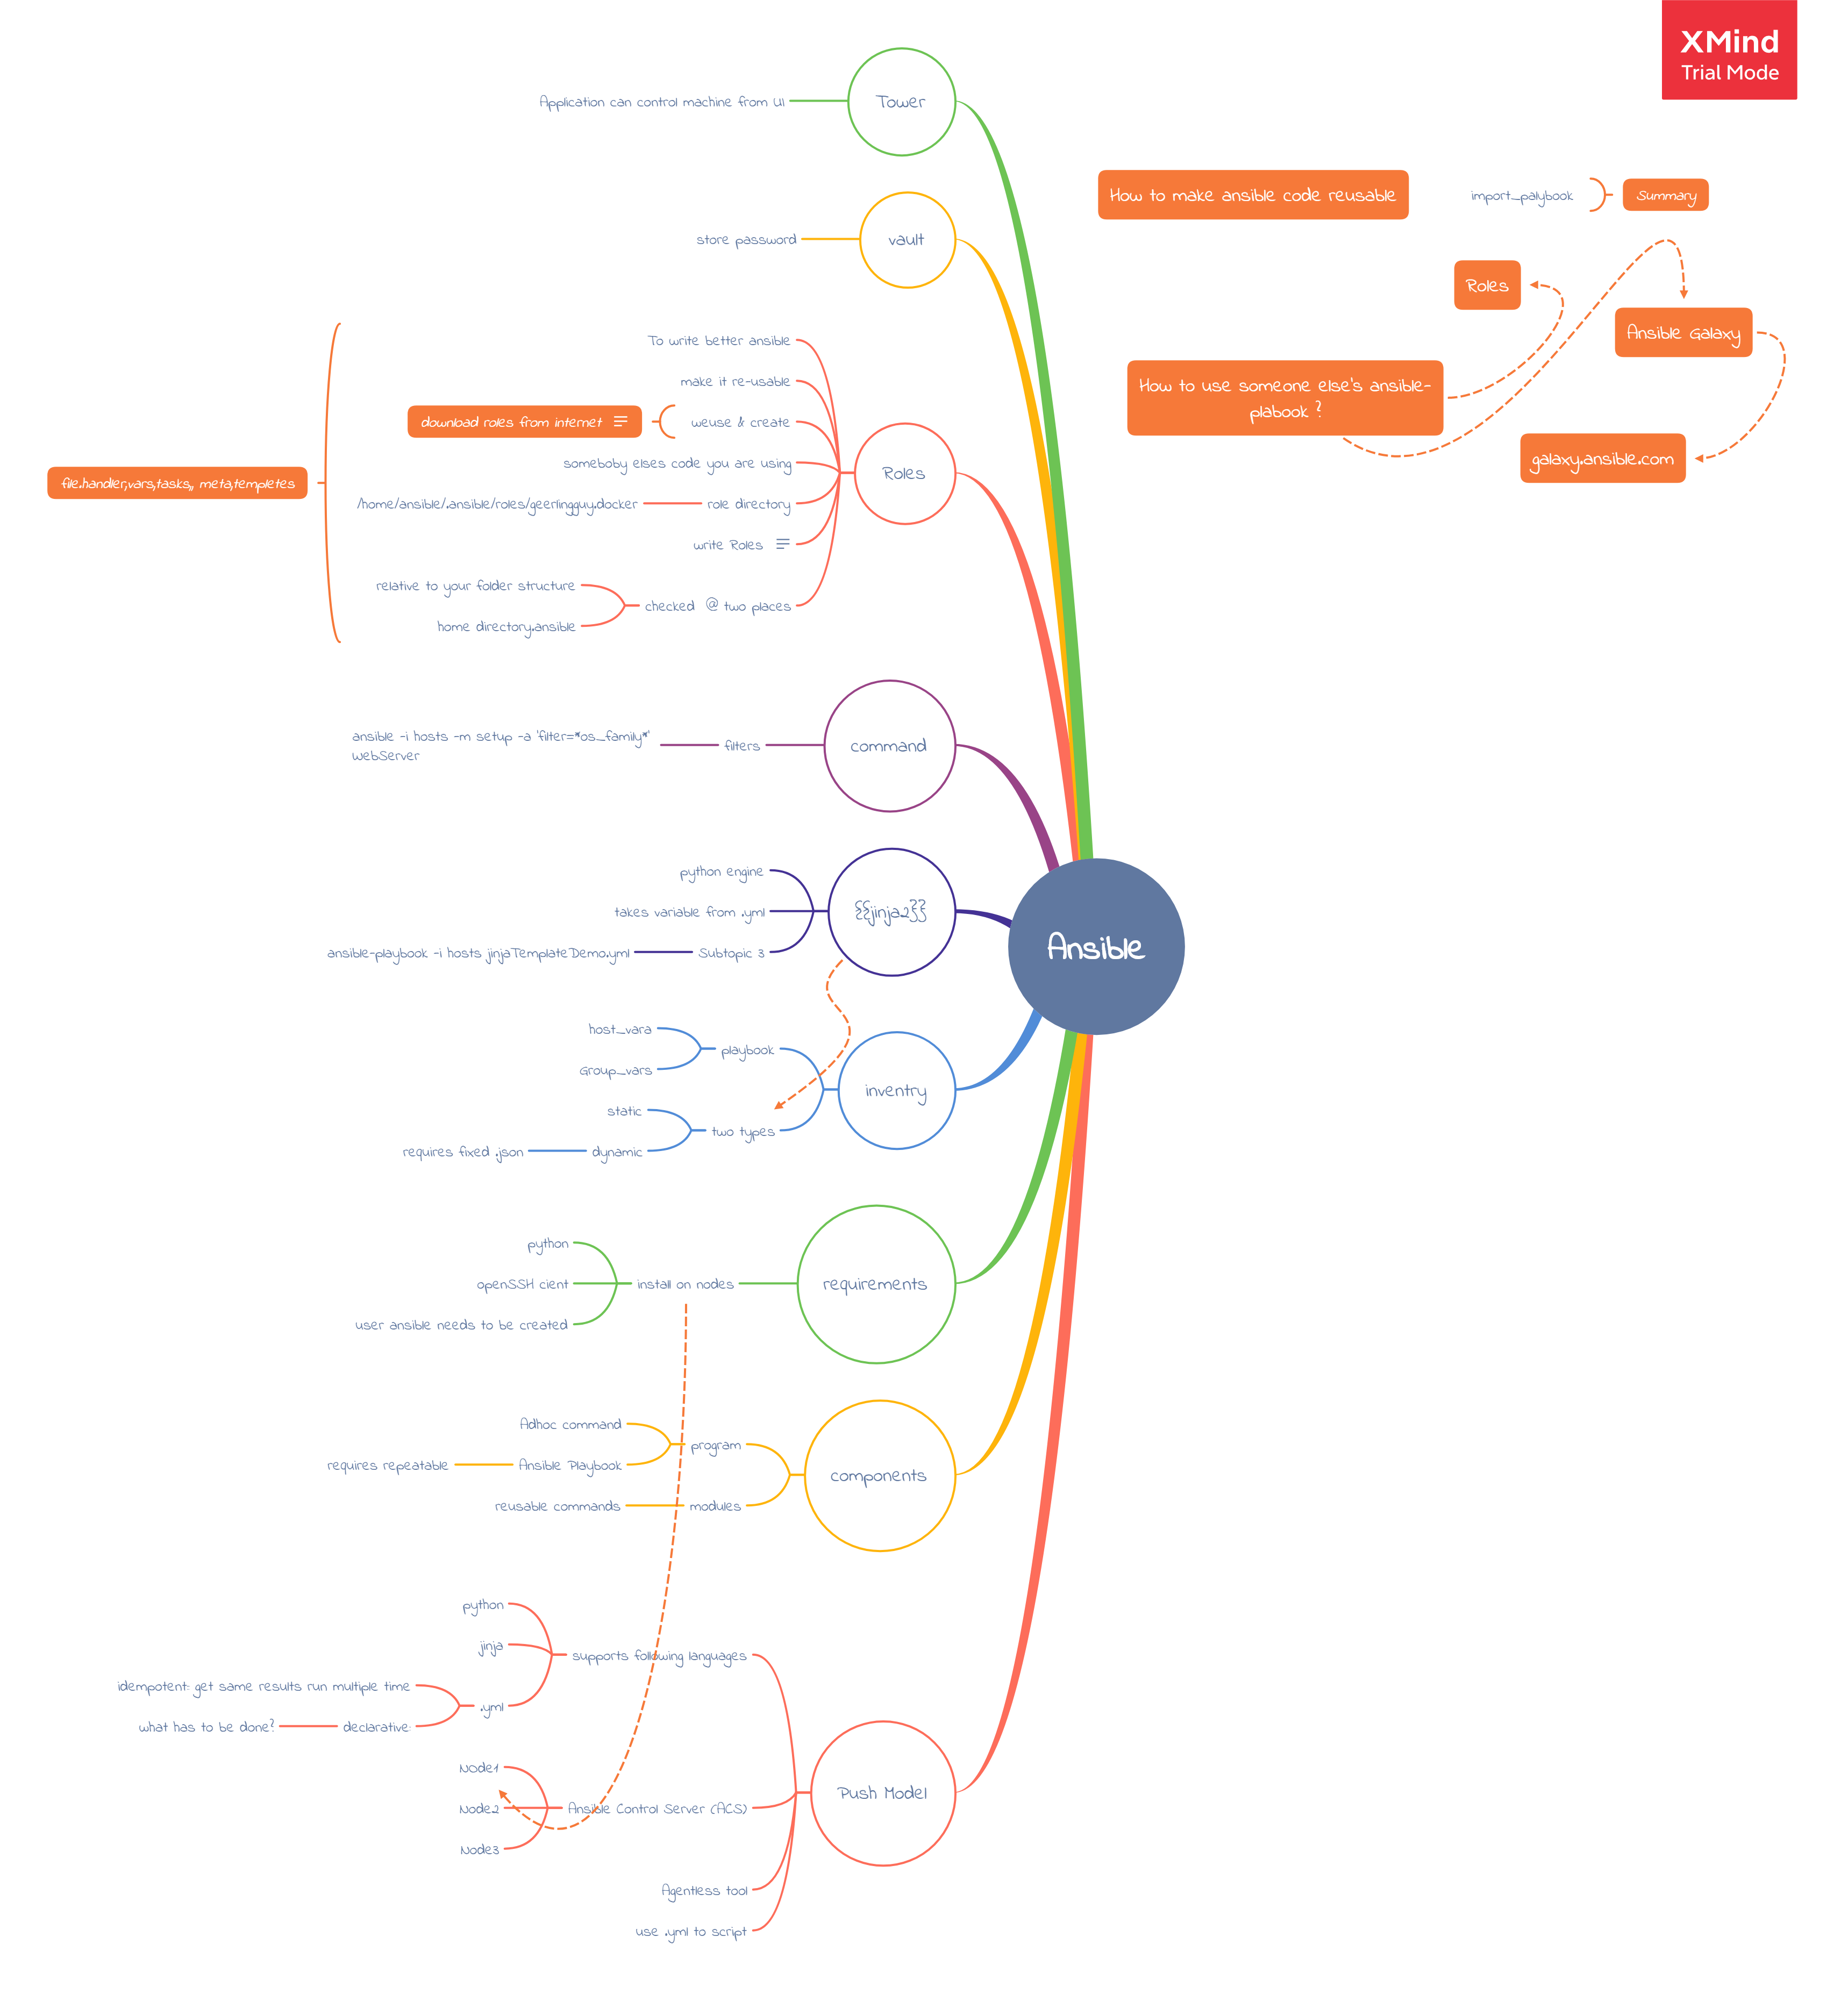 XMind
Trial Mode
Tower
Application can control machine from UI
How to make ansible code reusable
import_palybook
Summary
vault
store password
Roles
Ansible Galaxy
How to use someone else's ansible-
plabook ?
galaxy.ansible.com
Roles
To write better ansible
make it re-usable
weuse & create
download roles from internet
someboby elses code you are using
role directory
/home/ansible/.ansible/roles/geerlingguy.docker
write Roles
checked @ two places
relative to your folder structure
home directory.ansible
file.handler,vars,tasks,, meta,templetes
command
filters
ansible -i hosts -m setup -a 'filter=*os_family*'
WebServer
{{jinja2}}
python engine
takes variable from .yml
Subtopic 3
ansible-playbook -i hosts jinjaTemplateDemo.yml
Ansible
inventry
playbook
host_vara
Group_vars
two types
static
dynamic
requires fixed .json
requirements
install on nodes
python
openSSH cient
user ansible needs to be created
components
program
Adhoc command
Ansible Playbook
requires repeatable
modules
reusable commands
Push Model
supports following languages
python
jinja
.yml
idempotent: get same results run multiple time
declarative:
what has to be done?
Ansible Control Server (ACS)
NOde1
Node2
Node3
Agentless tool
use .yml to script